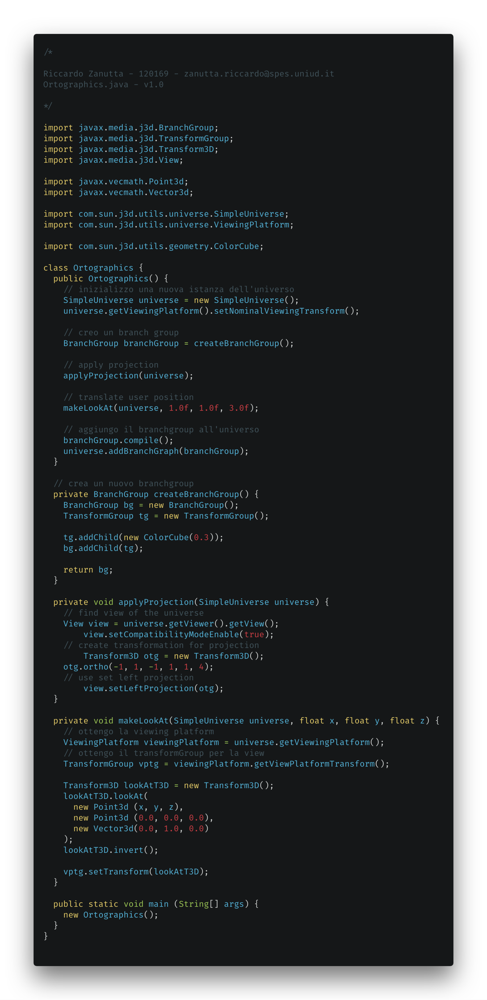 /*
Riccardo Zanutta - 120169 - zanutta.riccardo@spes.uniud.it
Ortographics.java - v1.0
*/
import javax.media.j3d.BranchGroup;
import javax.media.j3d.TransformGroup;
import javax.media.j3d.Transform3D;
import javax.media.j3d.View;
import javax.vecmath.Point3d;
import javax.vecmath.Vector3d;
import com.sun.j3d.utils.universe.SimpleUniverse;
import com.sun.j3d.utils.universe.ViewingPlatform;
import com.sun.j3d.utils.geometry.ColorCube;
class Ortographics {
  public Ortographics() {
    // inizializzo una nuova istanza dell'universo
    SimpleUniverse universe = new SimpleUniverse();
    universe.getViewingPlatform().setNominalViewingTransform();
    // creo un branch group
    BranchGroup branchGroup = createBranchGroup();
    // apply projection
    applyProjection(universe);
    // translate user position
    makeLookAt(universe, 1.0f, 1.0f, 3.0f);
    // aggiungo il branchgroup all'universo
    branchGroup.compile();
    universe.addBranchGraph(branchGroup);
  }
  // crea un nuovo branchgroup
  private BranchGroup createBranchGroup() {
    BranchGroup bg = new BranchGroup();
    TransformGroup tg = new TransformGroup();
    tg.addChild(new ColorCube(0.3));
    bg.addChild(tg);
    return bg;
  }
  private void applyProjection(SimpleUniverse universe) {
    // find view of the universe
    View view = universe.getViewer().getView();
        view.setCompatibilityModeEnable(true);
    // create transformation for projection
        Transform3D otg = new Transform3D();
    otg.ortho(-1, 1, -1, 1, 1, 4);
    // use set left projection
        view.setLeftProjection(otg);
  }
  private void makeLookAt(SimpleUniverse universe, float x, float y, float z) {
    // ottengo la viewing platform
    ViewingPlatform viewingPlatform = universe.getViewingPlatform();
    // ottengo il transformGroup per la view
    TransformGroup vptg = viewingPlatform.getViewPlatformTransform();
    Transform3D lookAtT3D = new Transform3D();
    lookAtT3D.lookAt(
      new Point3d (x, y, z),
      new Point3d (0.0, 0.0, 0.0),
      new Vector3d(0.0, 1.0, 0.0)
    );
    lookAtT3D.invert();
    vptg.setTransform(lookAtT3D);
  }
  public static void main (String[] args) {
    new Ortographics();
  }
}